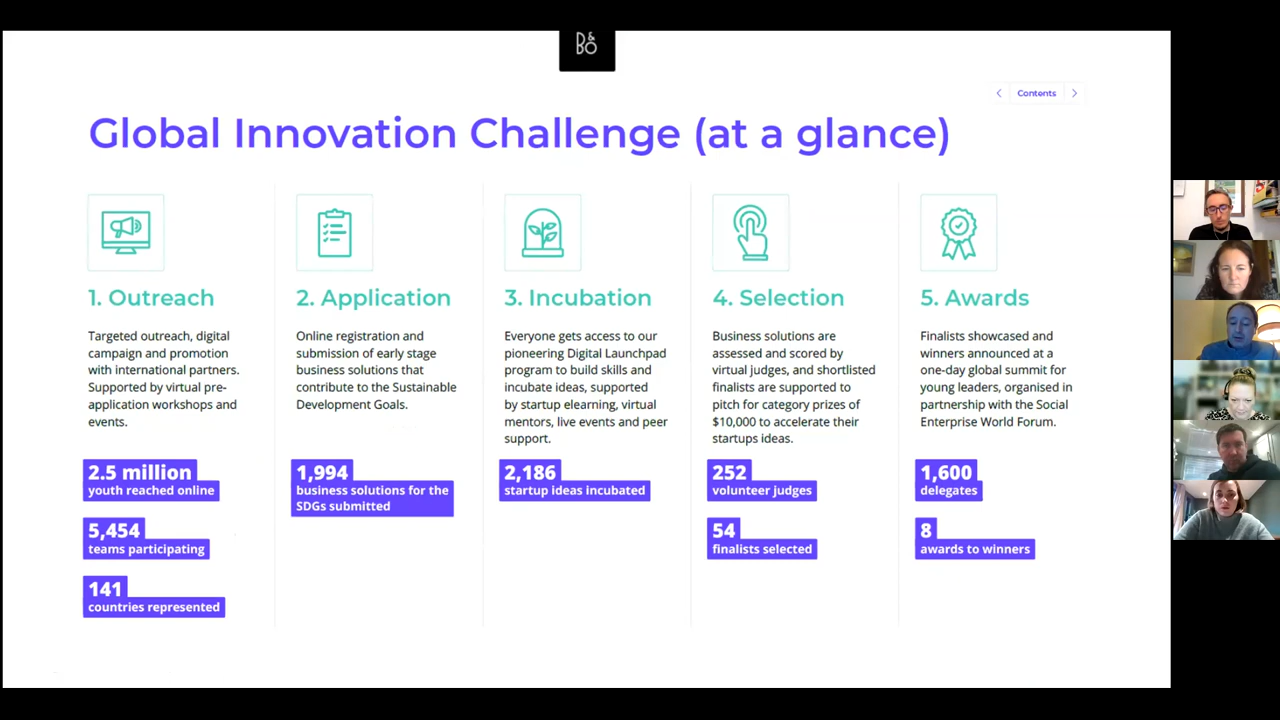 B&O
Contents
Global Innovation Challenge (at a glance)
1. Outreach
Targeted outreach, digital
campaign and promotion
with international partners.
Supported by virtual pre-
application workshops and
events.
2.5 million
youth reached online
5,454
teams participating
141
countries represented
2. Application
Online registration and
submission of early stage
business solutions that
contribute to the Sustainable
Development Goals.
1,994
business solutions for the
SDGs submitted
3. Incubation
Everyone gets access to our
pioneering Digital Launchpad
program to build skills and
incubate ideas, supported
by startup elearning, virtual
mentors, live events and peer
support.
2,186
startup ideas incubated
4. Selection
Business solutions are
assessed and scored by
virtual judges, and shortlisted
finalists are supported to
pitch for category prizes of
$10,000 to accelerate their
startups ideas.
252
volunteer judges
54
finalists selected
5. Awards
Finalists showcased and
winners announced at a
one-day global summit for
young leaders, organised in
partnership with the Social
Enterprise World Forum.
1,600
delegates
8
awards to winners